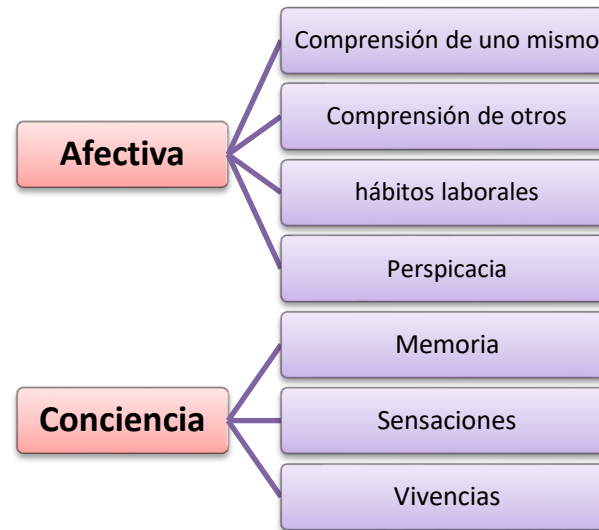 Afectiva
Comprensión de uno mismo
Comprensión de otros
hábitos laborales
Perspicacia
Conciencia
Memoria
Sensaciones
Vivencias